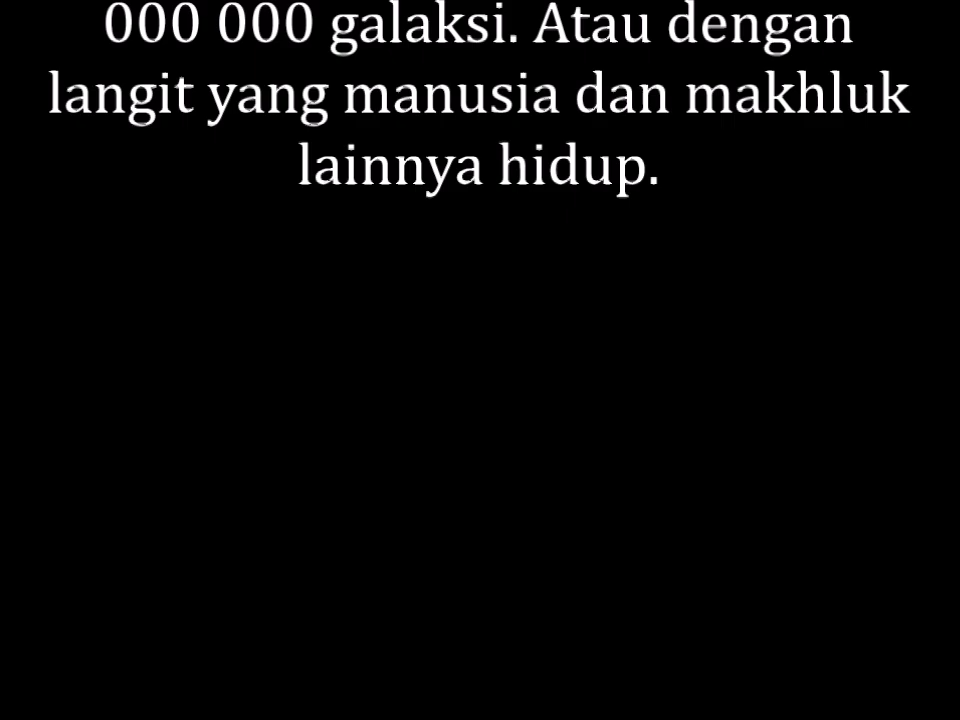 000 000 galaksi. Atau dengan
langit yang manusia dan makhluk
lainnya hidup.